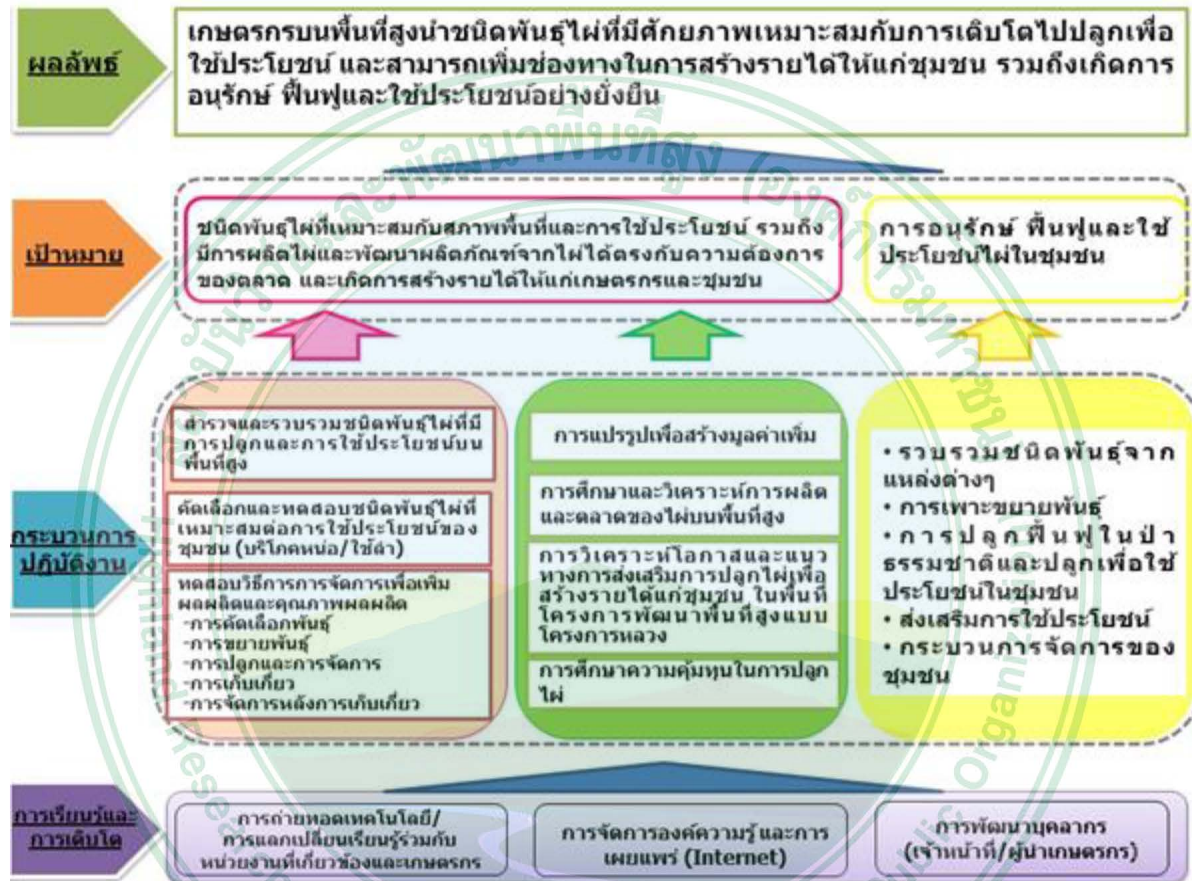 ผลลัพธ์
เกษตรกรบนพื้นที่สูงนำชนิดพันธุ์ไผ่ที่มีศักยภาพเหมาะสมกับการเติบโตไปปลูกเพื่อ
ใช้ประโยชน์ และสามารถเพิ่มช่องทางในการสร้างรายได้ให้แก่ชุมชน รวมถึงเกิดการ
อนุรักษ์ ฟื้นฟูและใช้ประโยชน์อย่างยั่งยืน
เป้าหมาย
ชนิดพันธุ์ไผ่ที่เหมาะสมกับสภาพพื้นที่และการใช้ประโยชน์ รวมถึง
มีการผลิตไผ่และพัฒนาผลิตภัณฑ์จากไผ่ได้ตรงกับความต้องการ
ของตลาด และเกิดการสร้างรายได้ให้แก่เกษตรกรและชุมชน
การอนุรักษ์ ฟื้นฟูและใช้
ประโยชน์ไผ่ในชุมชน
กระบวนการ
ปฏิบัติงาน
สำรวจและรวบรวมชนิดพันธุ์ไผ่ที่มี
การปลูกและการใช้ประโยชน์บน
พื้นที่สูง
คัดเลือกและทดสอบชนิดพันธุ์ไผ่ที่
เหมาะสมต่อการใช้ประโยชน์ของ
ชุมชน (บริโภคหน่อ/ใช้ลำ)
ทดสอบวิธีการการจัดการเพื่อเพิ่ม
ผลผลิตและคุณภาพผลผลิต
-การคัดเลือกพันธุ์
-การขยายพันธุ์
-การปลูกและการจัดการ
-การเก็บเกี่ยว
-การจัดการหลังการเก็บเกี่ยว
การแปรรูปเพื่อสร้างมูลค่าเพิ่ม
การศึกษาและวิเคราะห์การผลิต
และตลาดของไผ่บนพื้นที่สูง
การวิเคราะห์โอกาสและแนว
ทางการส่งเสริมการปลูกไผ่เพื่อ
สร้างรายได้แก่ชุมชน ในพื้นที่
โครงการพัฒนาพื้นที่สูงแบบ
โครงการหลวง
การศึกษาความคุ้มทุนในการปลูก
ไผ่
• รวบรวมชนิดพันธุ์จาก
แหล่งต่างๆ
• การเพาะขยายพันธุ์
• การปลูกฟื้นฟูในป่า
ธรรมชาติและปลูกเพื่อใช้
ประโยชน์ในชุมชน
• ส่งเสริมการใช้ประโยชน์
• กระบวนการจัดการของ
ชุมชน
การเรียนรู้และ
การเติบโต
การถ่ายทอดเทคโนโลยี/
การแลกเปลี่ยนเรียนรู้ร่วมกับ
หน่วยงานที่เกี่ยวข้องและเกษตรกร
การจัดการองค์ความรู้ และการ
เผยแพร่ (Internet)
การพัฒนาบุคลากร
(เจ้าหน้าที่/ผู้นำเกษตรกร)